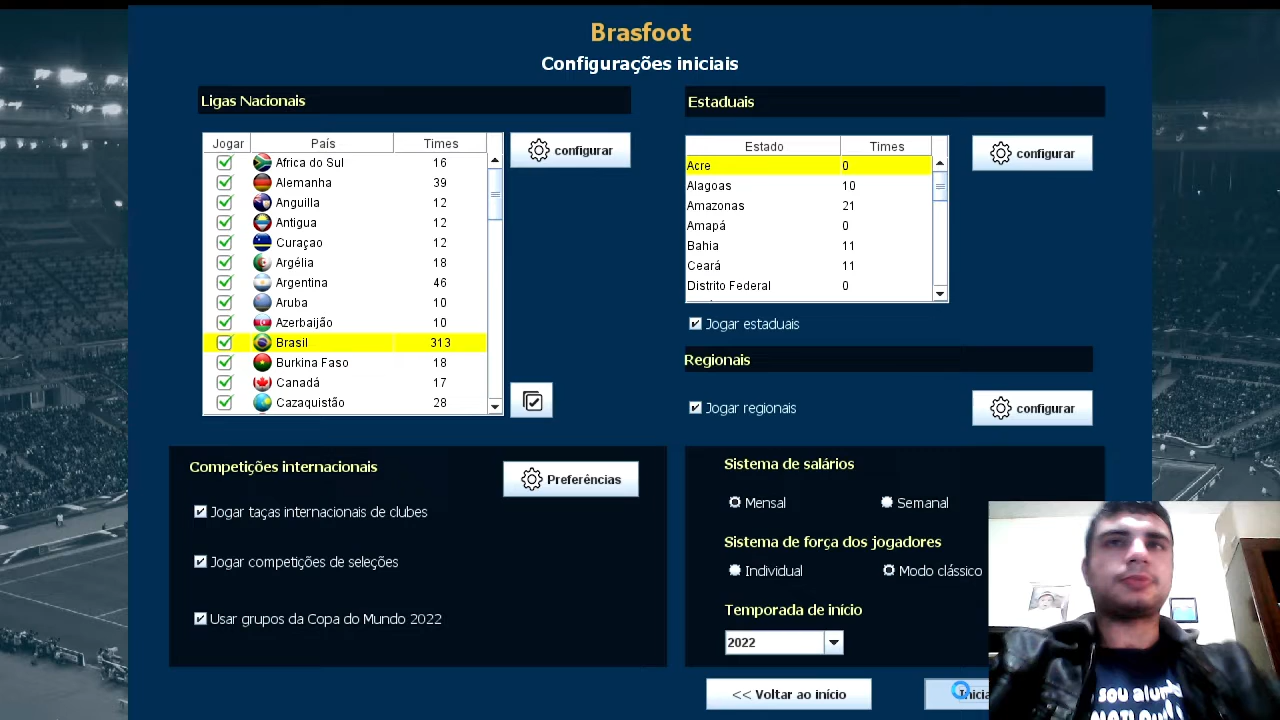 Brasfoot
Configurações iniciais
Ligas Nacionais
Jogar País Times
configurar
África do Sul 16
Alemanha 39
Anguilla 12
Antigua 12
Curaçao 12
Argélia 18
Argentina 46
Aruba 10
Azerbaijão 10
Brasil 313
Burkina Faso 18
Canadá 17
Cazaquistão 28
Estaduais
Estado Times
configurar
Acre 0
Alagoas 10
Amazonas 21
Amapá 0
Bahia 11
Ceará 11
Distrito Federal 0
Jogar estaduais
Regionais
Jogar regionais
configurar
Competições internacionais
Preferências
Jogar taças internacionais de clubes
Jogar competições de seleções
Usar grupos da Copa do Mundo 2022
Sistema de salários
Mensal Semanal
Sistema de força dos jogadores
Individual Modo clássico
Temporada de início
2022
<< Voltar ao início
Inicia
sou alun